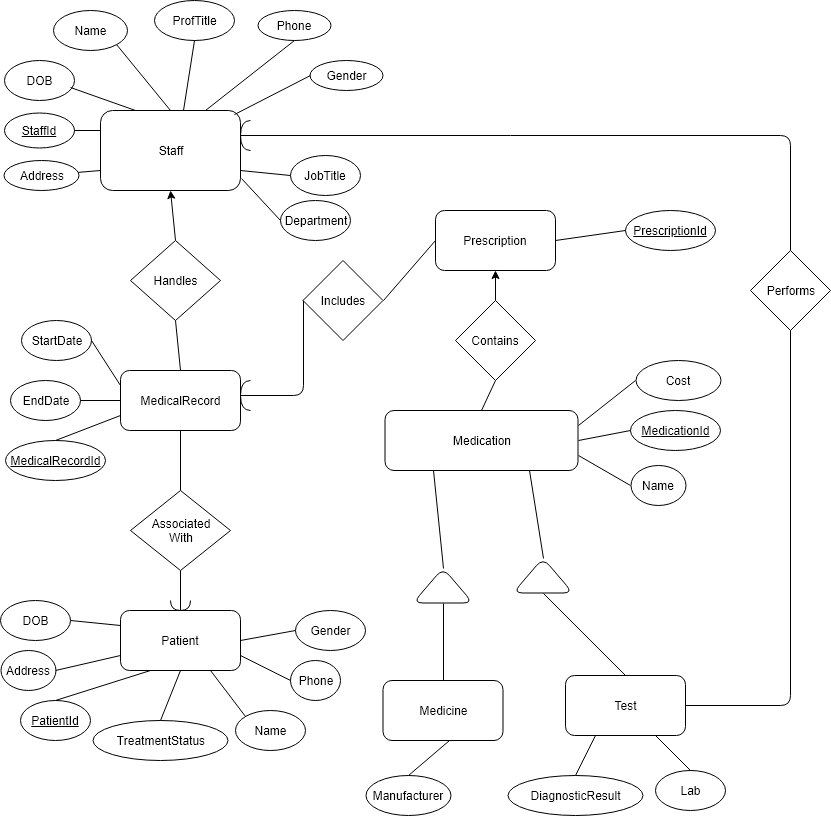 ProfTitle
Name
Phone
DOB
Gender
StaffId
Staff
Address
JobTitle
Department
PrescriptionId
Prescription
Handles
Includes
Performs
StartDate
Contains
Cost
EndDate
MedicalRecord
MedicationId
Medication
MedicalRecordId
Name
Associated
With
DOB
Gender
Patient
Address
Phone
PatientId
Name
TreatmentStatus
Medicine
Test
Manufacturer
DiagnosticResult
Lab